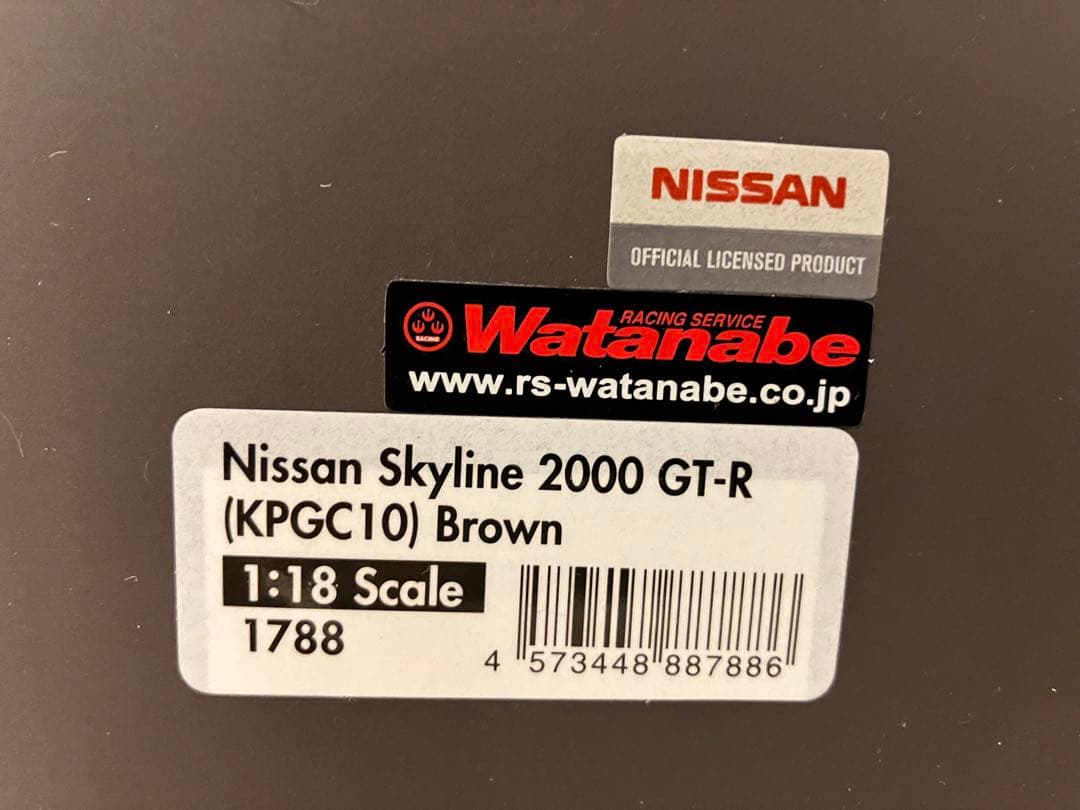 NISSAN
OFFICIAL LICENSED PRODUCT
RACING
RACING SERVICE
Watanabe
www.rs-watanabe.co.jp
Nissan Skyline 2000 GT-R
(KPGC10) Brown
1:18 Scale
1788
4 573448 887886